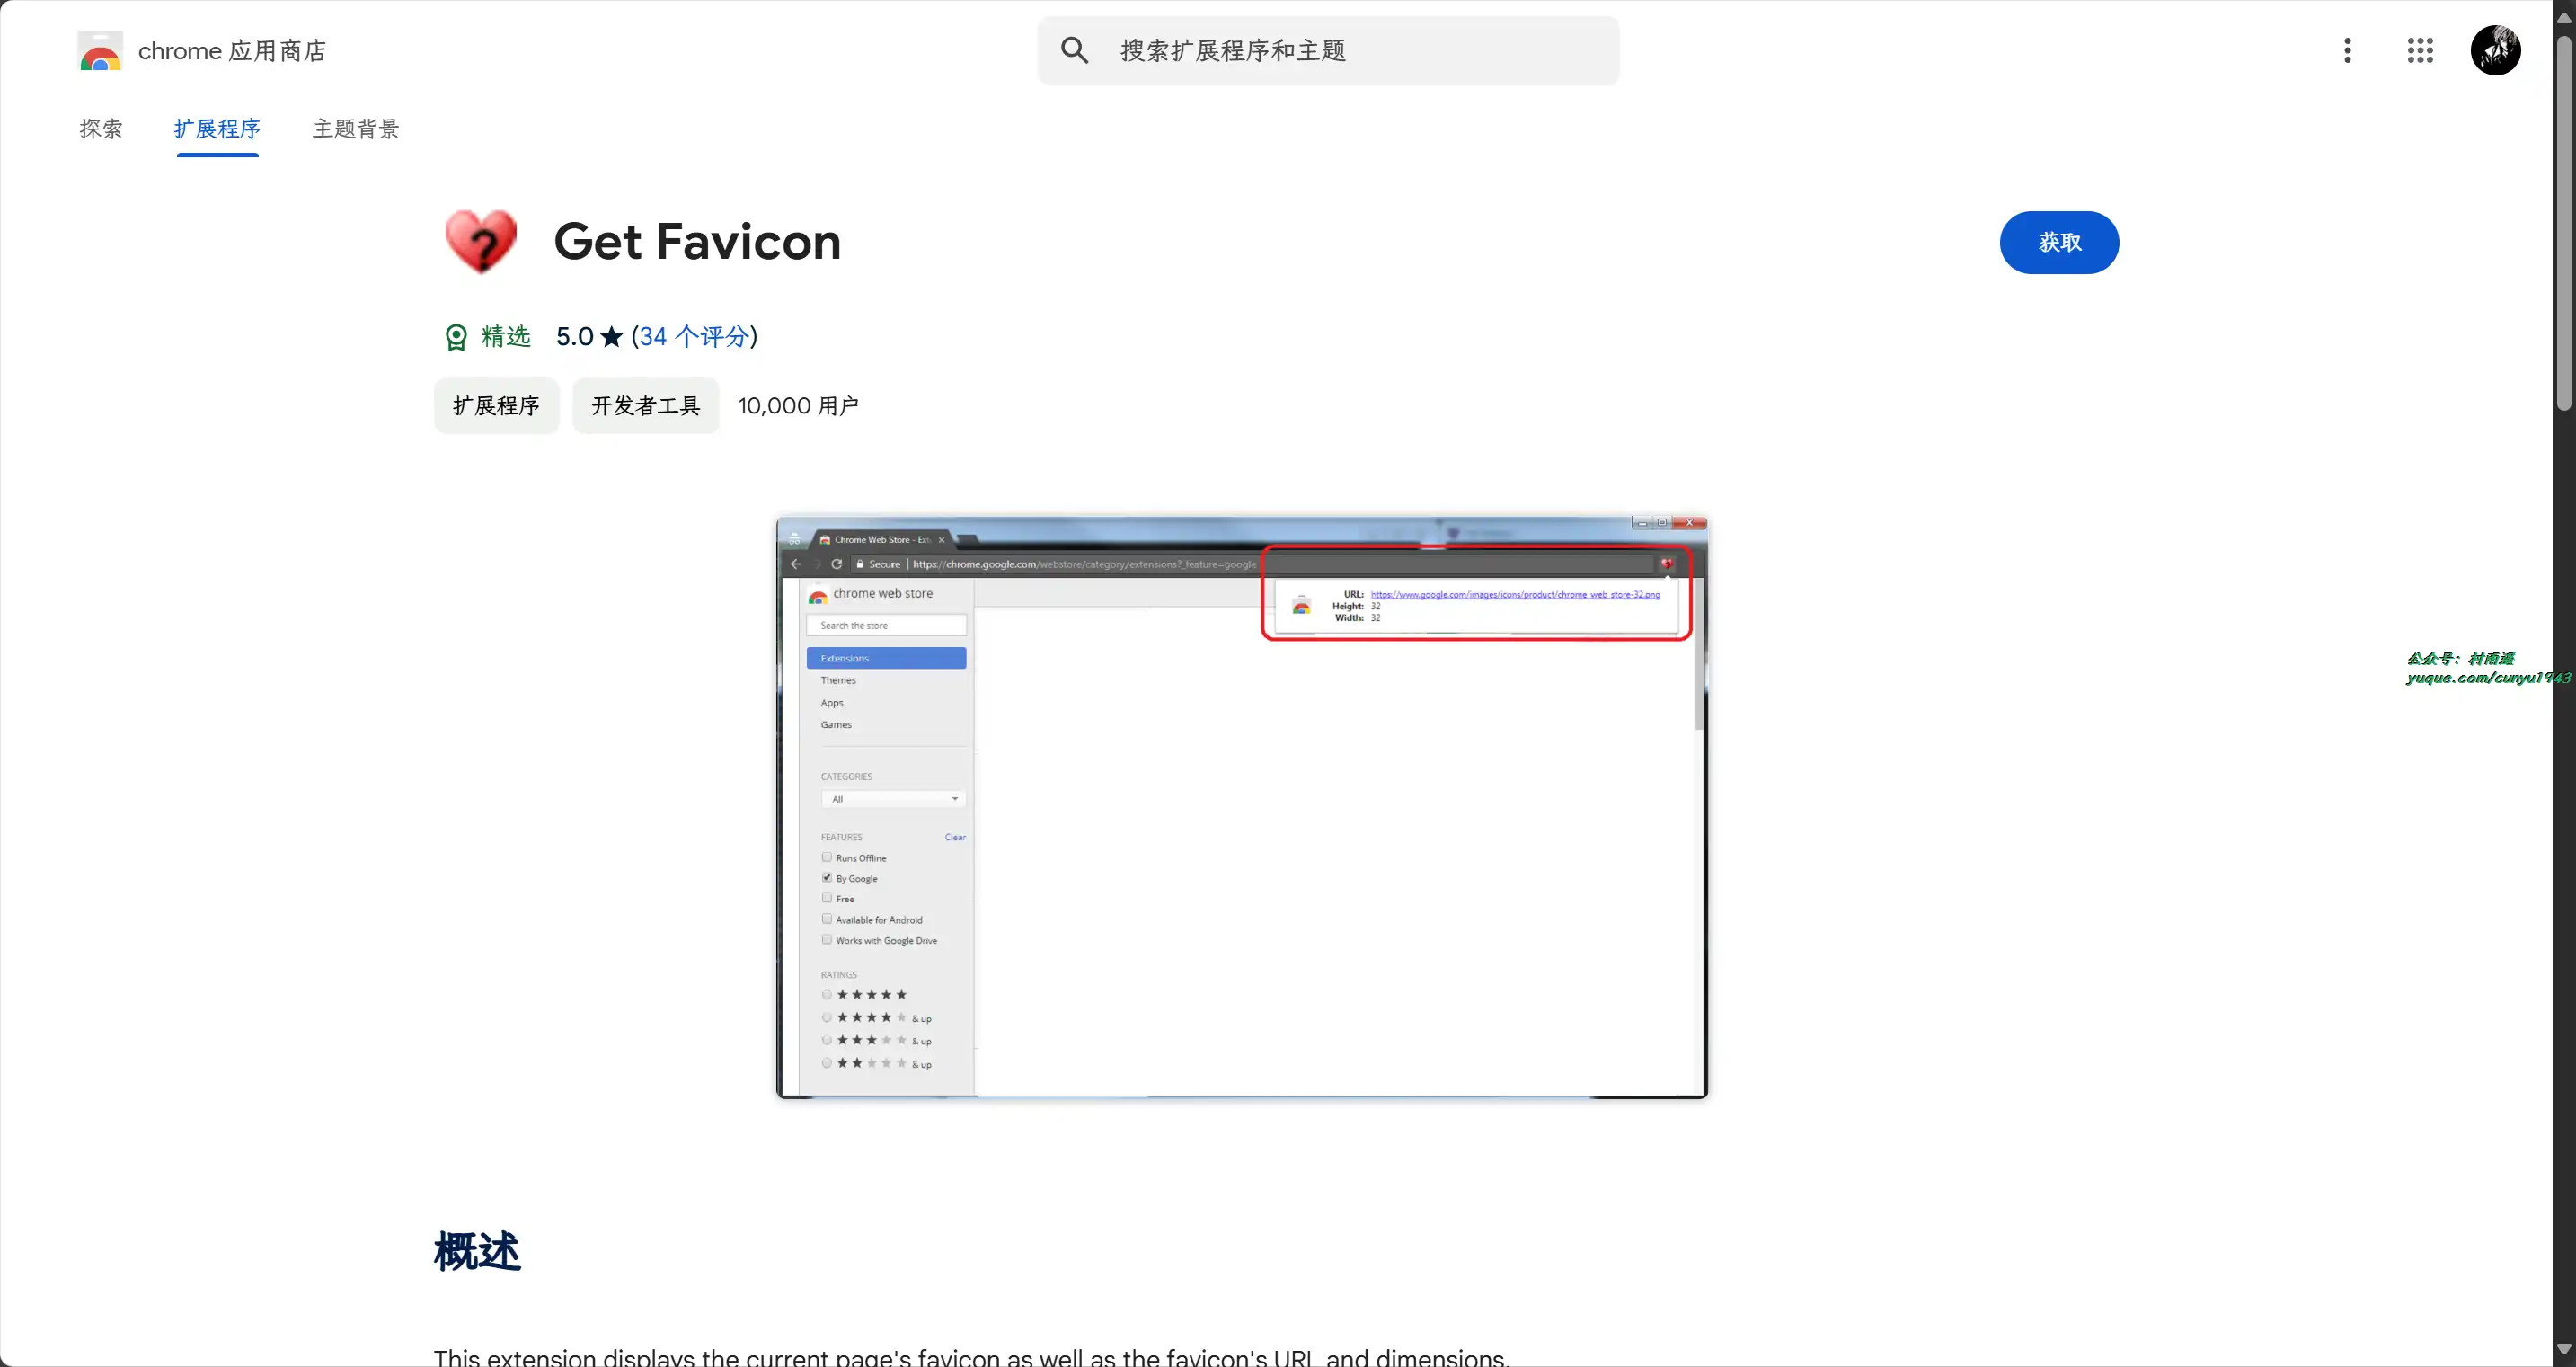 chrome 应用商店
搜索扩展程序和主题
探索 扩展程序 主题背景
Get Favicon
获取
精选 5.0 ★ (34 个评分)
扩展程序 开发者工具 10,000 用户
Chrome Web Store - Ext
Secure | https://chrome.google.com/webstore/category/extensions?_feature=google
chrome web store
URL: https://www.google.com/images/icons/product/chrome_web_store-32.png
Height: 32
Width: 32
Search the store
Extensions
Themes
Apps
Games
CATEGORIES
All
FEATURES Clear
Runs Offline
By Google
Free
Available for Android
Works with Google Drive
RATINGS
★★★★★
★★★★★ & up
★★★★★ & up
★★★★★ & up
公众号：村雨遥
yuque.com/cunyu1943
概述
This extension displays the current page's favicon as well as the favicon's URL and dimensions.